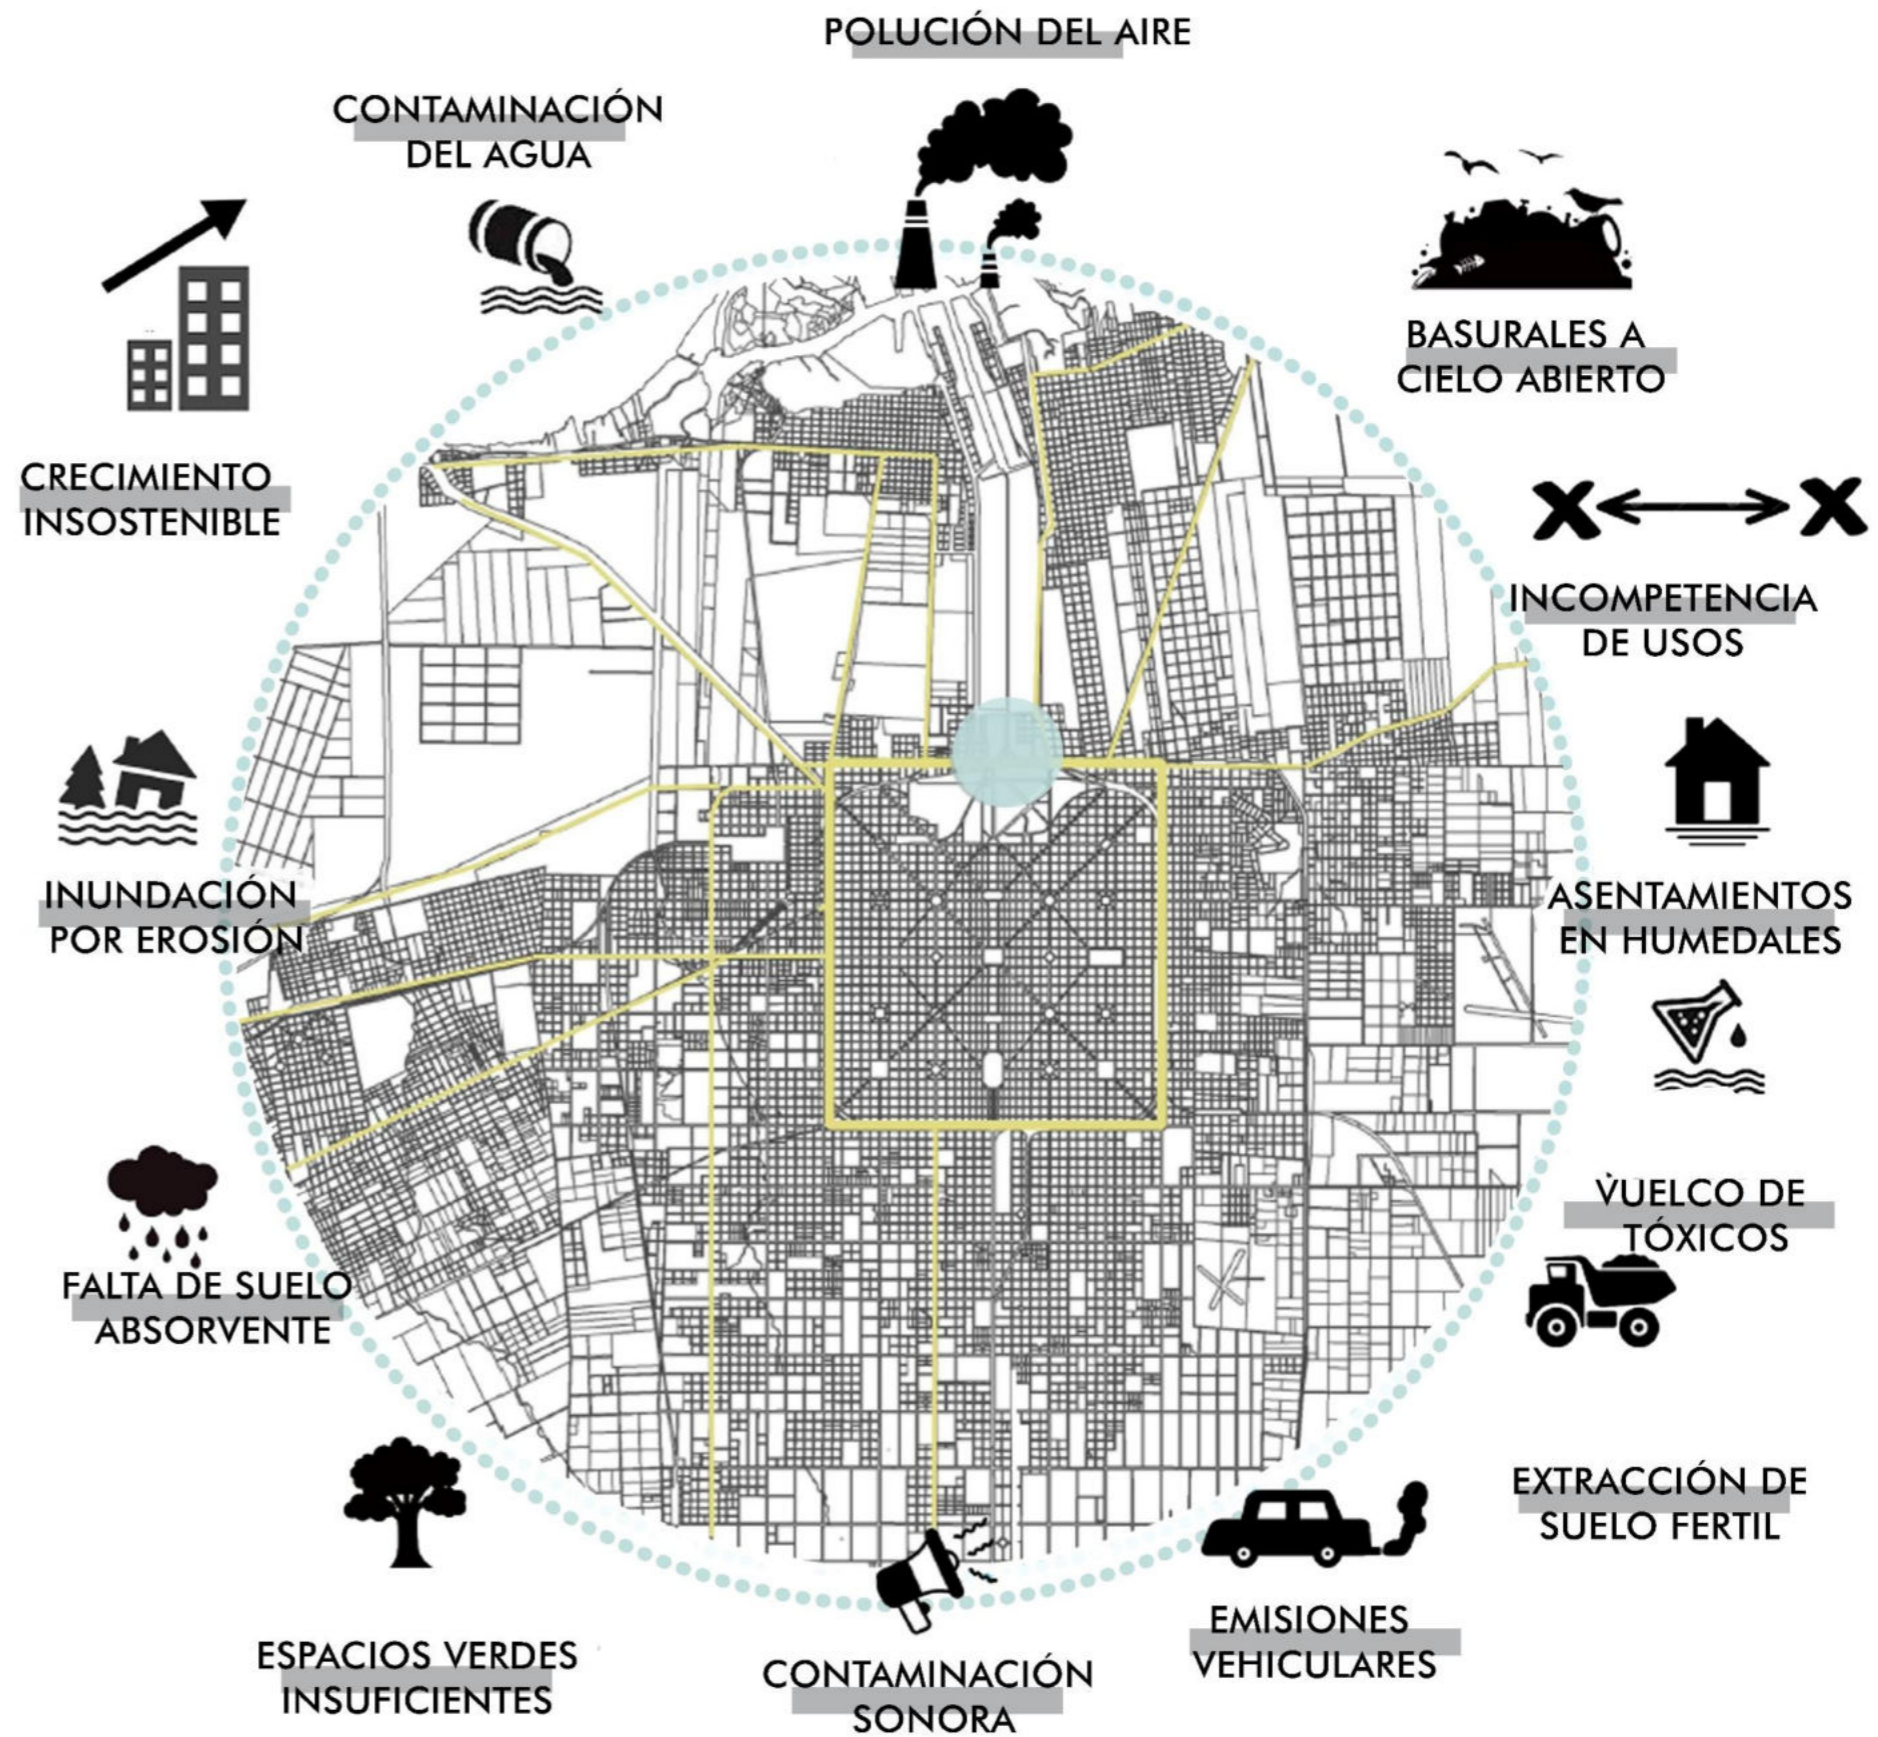 POLUCIÓN DEL AIRE
CONTAMINACIÓN
DEL AGUA
BASURALES A
CIELO ABIERTO
CRECIMIENTO
INSOSTENIBLE
INCOMPETENCIA
DE USOS
INUNDACIÓN
POR EROSIÓN
ASENTAMIENTOS
EN HUMEDALES
VUELCO DE
TÓXICOS
FALTA DE SUELO
ABSORVENTE
EXTRACCIÓN DE
SUELO FERTIL
EMISIONES
VEHICULARES
ESPACIOS VERDES
INSUFICIENTES
CONTAMINACIÓN
SONORA